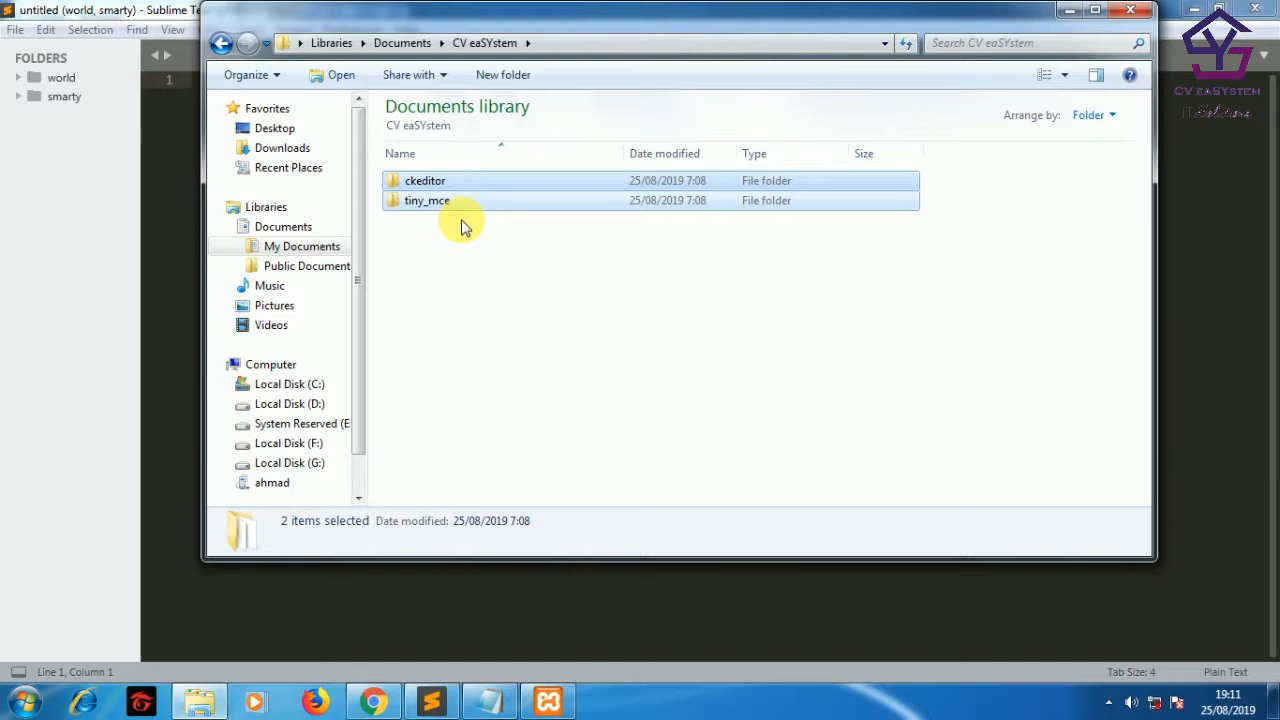 untitled (world, smarty) - Sublime Te
File Edit Selection Find View
FOLDERS
world
smarty
1
Libraries Documents CV eaSYstem
Search CV eaSYstem
Organize Open Share with New folder
Favorites
Desktop
Downloads
Recent Places
Libraries
Documents
My Documents
Public Document
Music
Pictures
Videos
Computer
Local Disk (C:)
Local Disk (D:)
System Reserved (E
Local Disk (F:)
Local Disk (G:)
ahmad
Documents library
CV eaSYstem
Arrange by: Folder
Name Date modified Type Size
ckeditor 25/08/2019 7:08 File folder
tiny_mce 25/08/2019 7:08 File folder
2 items selected Date modified: 25/08/2019 7:08
CV eaSYstem
IT Solutions
Line 1, Column 1
Tab Size: 4 Plain Text
19:11
25/08/2019